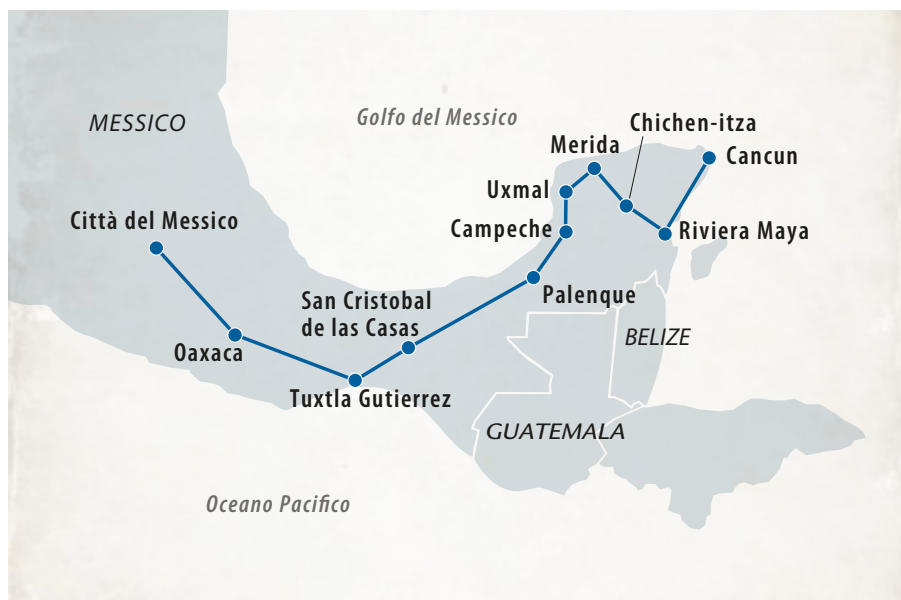 MESSICO
Golfo del Messico
Chichen-itza
Merida
Cancun
Uxmal
Città del Messico
Campeche
Riviera Maya
Palenque
San Cristobal
de las Casas
BELIZE
Oaxaca
Tuxtla Gutierrez
GUATEMALA
Oceano Pacifico